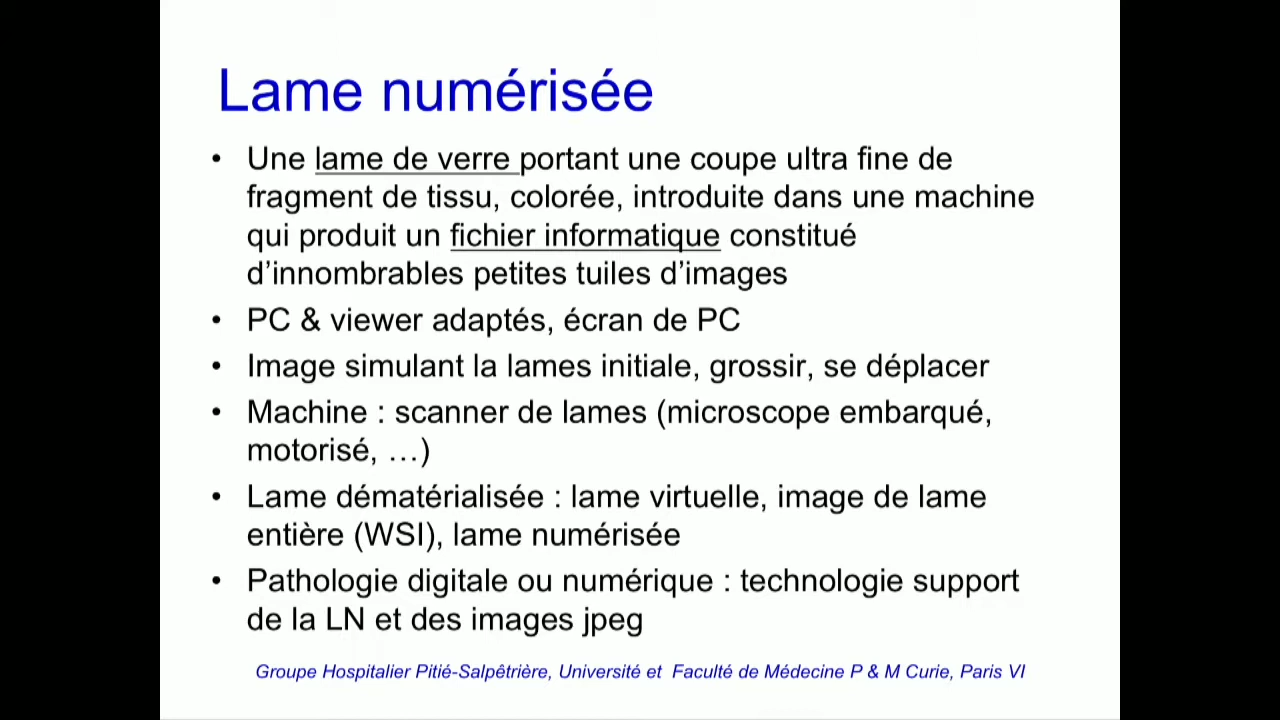 Lame numérisée
• Une lame de verre portant une coupe ultra fine de
fragment de tissu, colorée, introduite dans une machine
qui produit un fichier informatique constitué
d’innombrables petites tuiles d’images
• PC & viewer adaptés, écran de PC
• Image simulant la lames initiale, grossir, se déplacer
• Machine : scanner de lames (microscope embarqué,
motorisé, …)
• Lame dématérialisée : lame virtuelle, image de lame
entière (WSI), lame numérisée
• Pathologie digitale ou numérique : technologie support
de la LN et des images jpeg
Groupe Hospitalier Pitié-Salpêtrière, Université et Faculté de Médecine P & M Curie, Paris VI